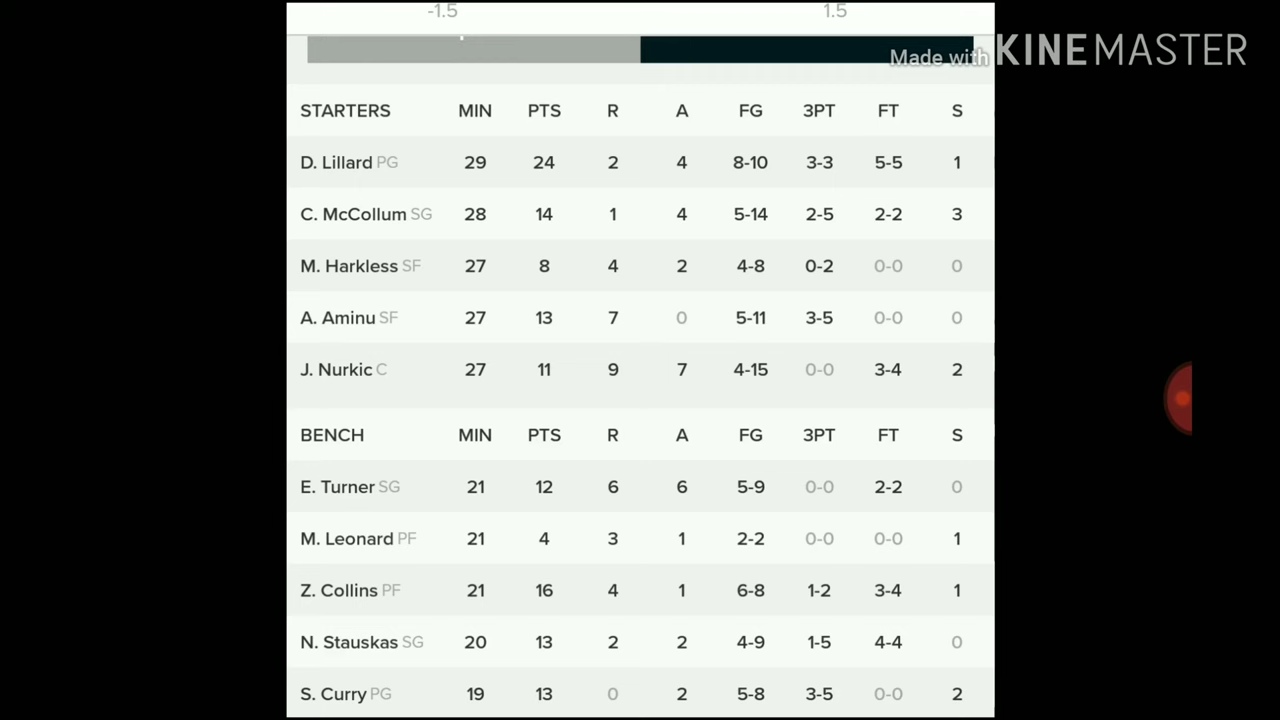 -1.5 1.5
Made with KINEMASTER
STARTERS MIN PTS R A FG 3PT FT S
D. Lillard PG 29 24 2 4 8-10 3-3 5-5 1
C. McCollum SG 28 14 1 4 5-14 2-5 2-2 3
M. Harkless SF 27 8 4 2 4-8 0-2 0-0 0
A. Aminu SF 27 13 7 0 5-11 3-5 0-0 0
J. Nurkic C 27 11 9 7 4-15 0-0 3-4 2
BENCH MIN PTS R A FG 3PT FT S
E. Turner SG 21 12 6 6 5-9 0-0 2-2 0
M. Leonard PF 21 4 3 1 2-2 0-0 0-0 1
Z. Collins PF 21 16 4 1 6-8 1-2 3-4 1
N. Stauskas SG 20 13 2 2 4-9 1-5 4-4 0
S. Curry PG 19 13 0 2 5-8 3-5 0-0 2